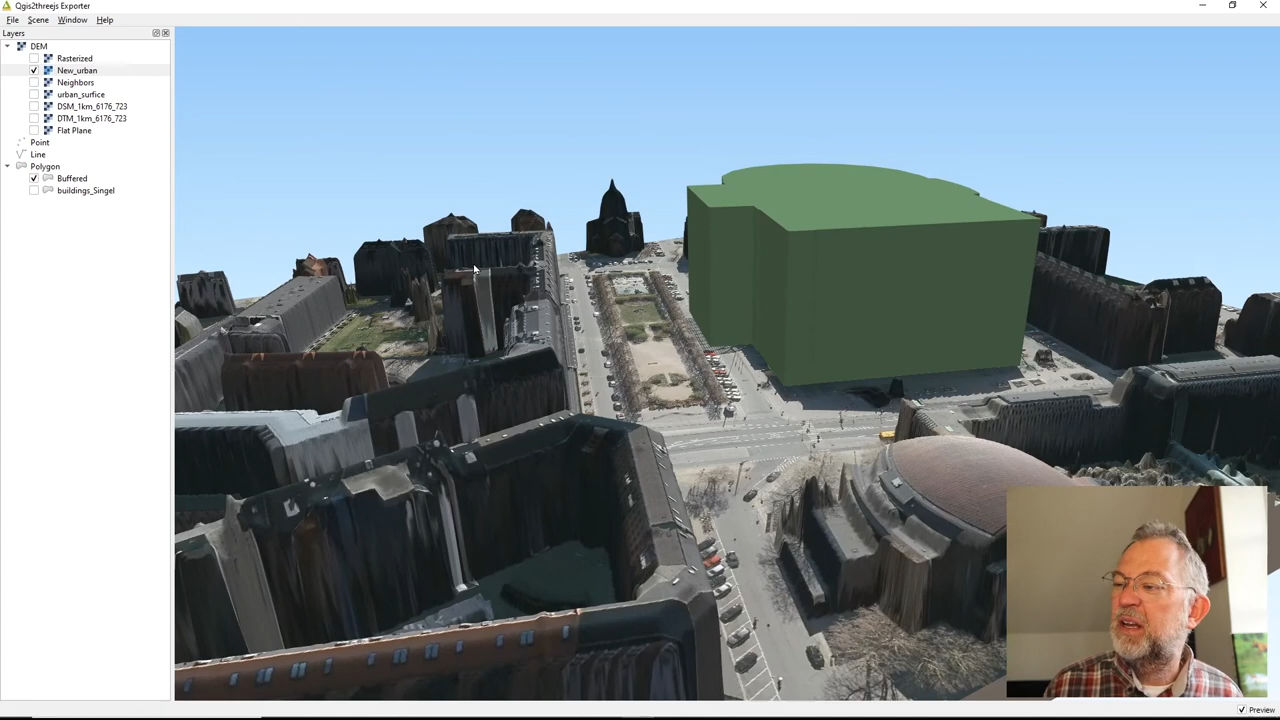 Qgis2threejs Exporter
File Scene Window Help
Layers
DEM
Rasterized
New_urban
Neighbors
urban_surfice
DSM_1km_6176_723
DTM_1km_6176_723
Flat Plane
Point
Line
Polygon
Buffered
buildings_Singel
Preview